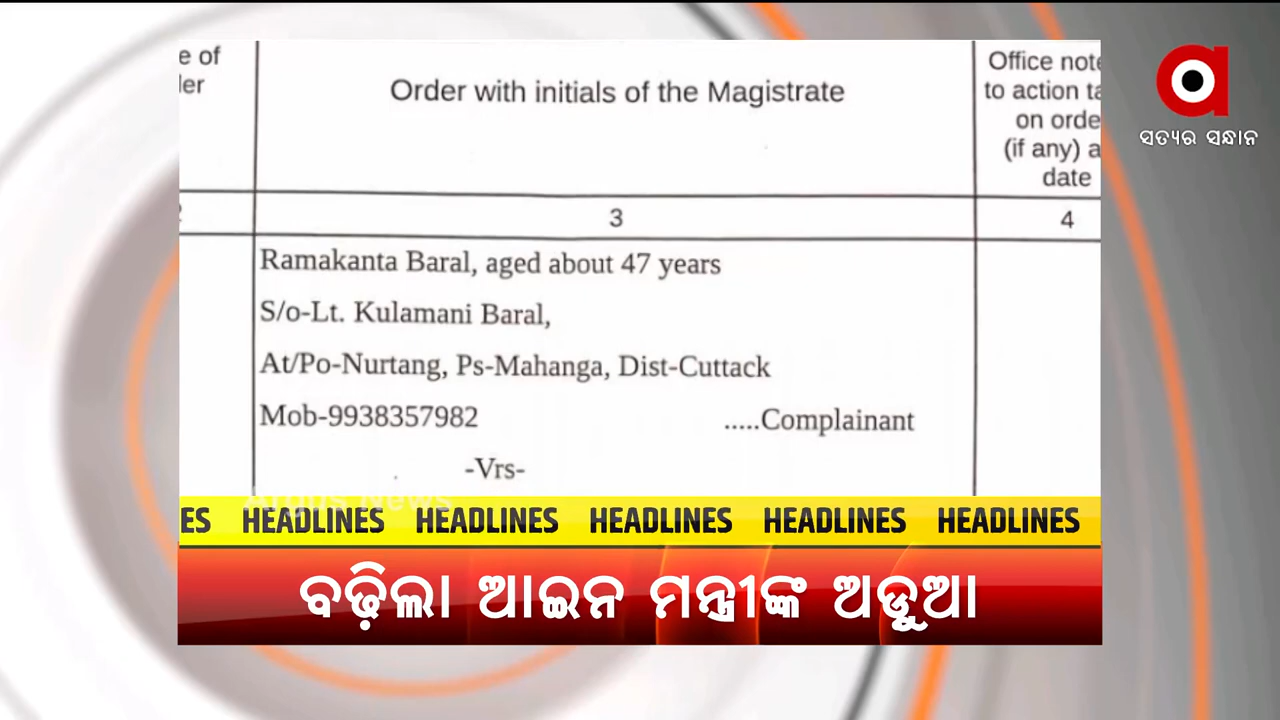 e of
ler
Order with initials of the Magistrate
Office note
to action ta
on orde
(if any) a
date
3
4
Ramakanta Baral, aged about 47 years
S/o-Lt. Kulamani Baral,
At/Po-Nurtang, Ps-Mahanga, Dist-Cuttack
Mob-9938357982 .....Complainant
-Vrs-
ସତ୍ୟର ସନ୍ଧାନ
Argus News
ES HEADLINES HEADLINES HEADLINES HEADLINES HEADLINES
ବଢ଼ିଲା ଆଇନ ମନ୍ତ୍ରୀଙ୍କ ଅଡୁଆ